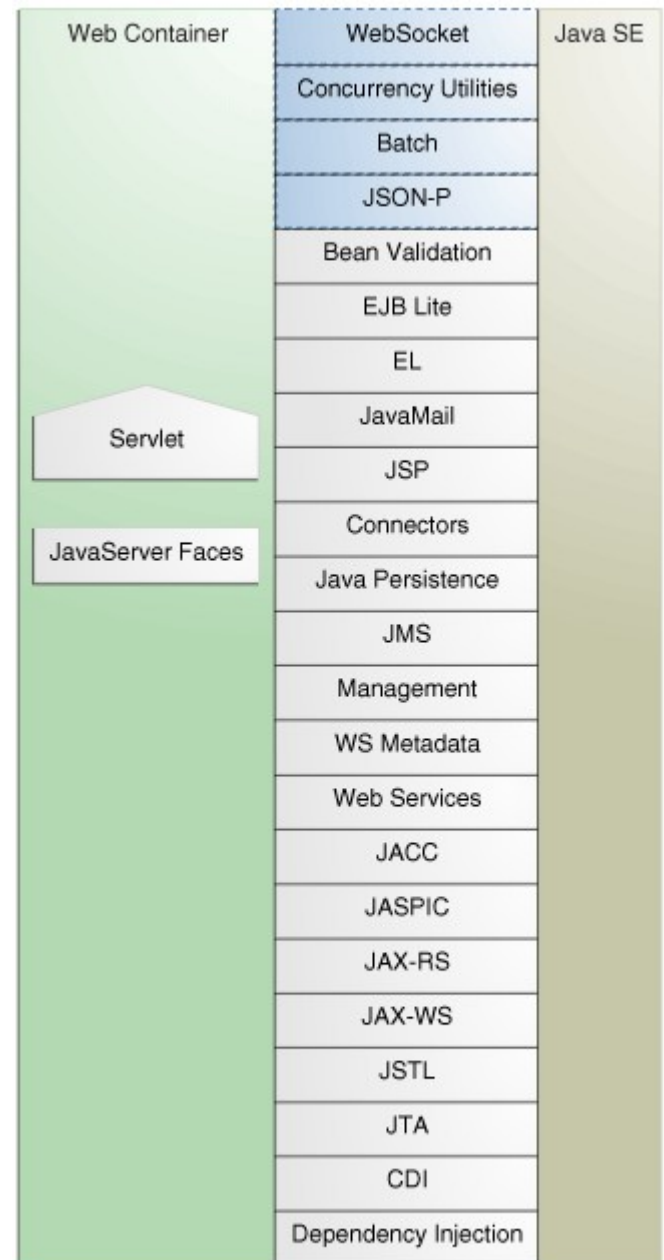 Web Container
WebSocket
Java SE
Concurrency Utilities
Batch
JSON-P
Bean Validation
EJB Lite
EL
JavaMail
Servlet
JSP
Connectors
JavaServer Faces
Java Persistence
JMS
Management
WS Metadata
Web Services
JACC
JASPIC
JAX-RS
JAX-WS
JSTL
JTA
CDI
Dependency Injection